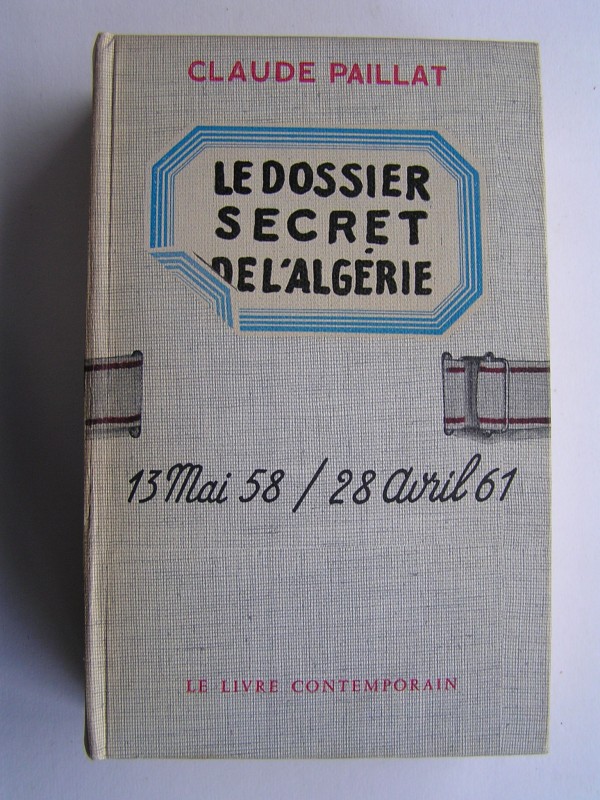 CLAUDE PAILLAT
LE DOSSIER
SECRET
DE L'ALGÉRIE
13 Mai 58 / 28 Avril 61
LE LIVRE CONTEMPORAIN